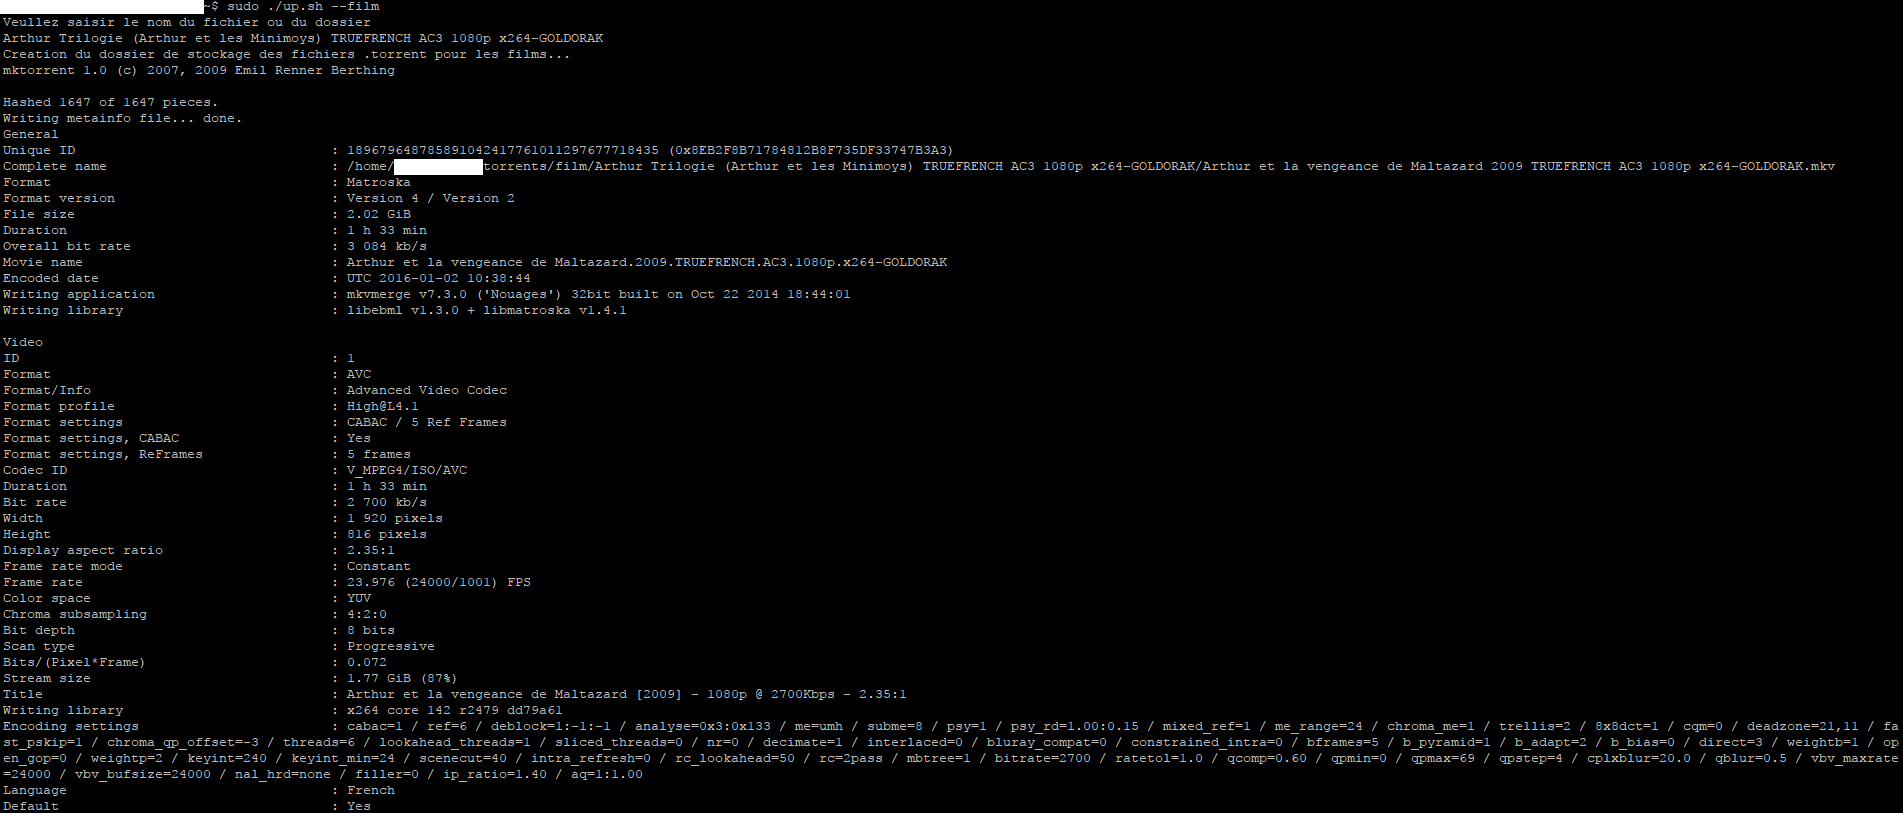 ~$ sudo ./up.sh --film
Veullez saisir le nom du fichier ou du dossier
Arthur Trilogie (Arthur et les Minimoys) TRUEFRENCH AC3 1080p x264-GOLDORAK
Creation du dossier de stockage des fichiers .torrent pour les films...
mktorrent 1.0 (c) 2007, 2009 Emil Renner Berthing
Hashed 1647 of 1647 pieces.
Writing metainfo file... done.
General
Unique ID : 189679648785891042417761011297677718435 (0x8EB2F8B71784812B8F735DF33747B3A3)
Complete name : /home/ torrents/film/Arthur Trilogie (Arthur et les Minimoys) TRUEFRENCH AC3 1080p x264-GOLDORAK/Arthur et la vengeance de Maltazard 2009 TRUEFRENCH AC3 1080p x264-GOLDORAK.mkv
Format : Matroska
Format version : Version 4 / Version 2
File size : 2.02 GiB
Duration : 1 h 33 min
Overall bit rate : 3 084 kb/s
Movie name : Arthur et la vengeance de Maltazard.2009.TRUEFRENCH.AC3.1080p.x264-GOLDORAK
Encoded date : UTC 2016-01-02 10:38:44
Writing application : mkvmerge v7.3.0 ('Nouages') 32bit built on Oct 22 2014 18:44:01
Writing library : libebml v1.3.0 + libmatroska v1.4.1
Video
ID : 1
Format : AVC
Format/Info : Advanced Video Codec
Format profile : High@L4.1
Format settings : CABAC / 5 Ref Frames
Format settings, CABAC : Yes
Format settings, ReFrames : 5 frames
Codec ID : V_MPEG4/ISO/AVC
Duration : 1 h 33 min
Bit rate : 2 700 kb/s
Width : 1 920 pixels
Height : 816 pixels
Display aspect ratio : 2.35:1
Frame rate mode : Constant
Frame rate : 23.976 (24000/1001) FPS
Color space : YUV
Chroma subsampling : 4:2:0
Bit depth : 8 bits
Scan type : Progressive
Bits/(Pixel*Frame) : 0.072
Stream size : 1.77 GiB (87%)
Title : Arthur et la vengeance de Maltazard [2009] - 1080p @ 2700Kbps - 2.35:1
Writing library : x264 core 142 r2479 dd79a61
Encoding settings : cabac=1 / ref=6 / deblock=1:-1:-1 / analyse=0x3:0x133 / me=umh / subme=8 / psy=1 / psy_rd=1.00:0.15 / mixed_ref=1 / me_range=24 / chroma_me=1 / trellis=2 / 8x8dct=1 / cqm=0 / deadzone=21,11 / fa
st_pskip=1 / chroma_qp_offset=-3 / threads=6 / lookahead_threads=1 / sliced_threads=0 / nr=0 / decimate=1 / interlaced=0 / bluray_compat=0 / constrained_intra=0 / bframes=5 / b_pyramid=1 / b_adapt=2 / b_bias=0 / direct=3 / weightb=1 / op
en_gop=0 / weightp=2 / keyint=240 / keyint_min=24 / scenecut=40 / intra_refresh=0 / rc_lookahead=50 / rc=2pass / mbtree=1 / bitrate=2700 / ratetol=1.0 / qcomp=0.60 / qpmin=0 / qpmax=69 / qpstep=4 / cplxblur=20.0 / qblur=0.5 / vbv_maxrate
=24000 / vbv_bufsize=24000 / nal_hrd=none / filler=0 / ip_ratio=1.40 / aq=1:1.00
Language : French
Default : Yes